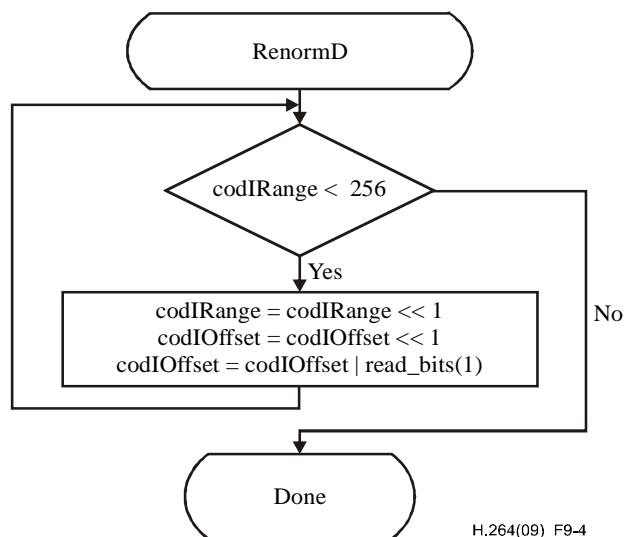 RenormD
codIRange < 256
Yes
No
codIRange = codIRange << 1
codIOffset = codIOffset << 1
codIOffset = codIOffset | read_bits(1)
Done
H.264(09)_F9-4